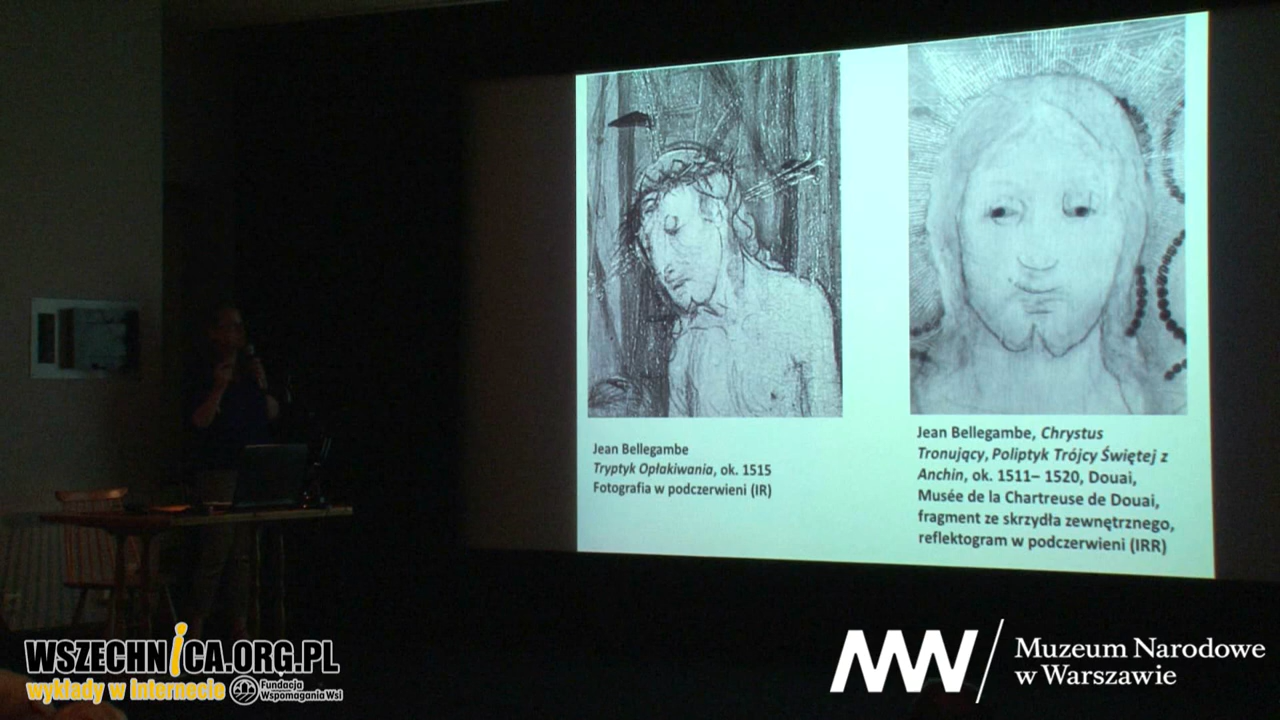 Jean Bellegambe
Tryptyk Opłakiwania, ok. 1515
Fotografia w podczerwieni (IR)
Jean Bellegambe, Chrystus
Tronujący, Poliptyk Trójcy Świętej z
Anchin, ok. 1511– 1520, Douai,
Musée de la Chartreuse de Douai,
fragment ze skrzydła zewnętrznego,
reflektogram w podczerwieni (IRR)
WSZECHNICA.ORG.PL
wykłady w internecie
Fundacja
Wspomagania Wsi
MNW
Muzeum Narodowe
w Warszawie